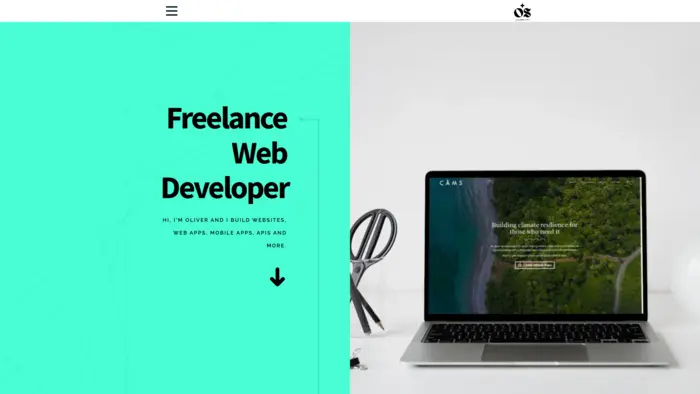 OS
Freelance
Web
Developer
HI, I'M OLIVER AND I BUILD WEBSITES,
WEB APPS, MOBILE APPS, APIS AND
MORE.
CAMS
Building climate resilience for
those who need it